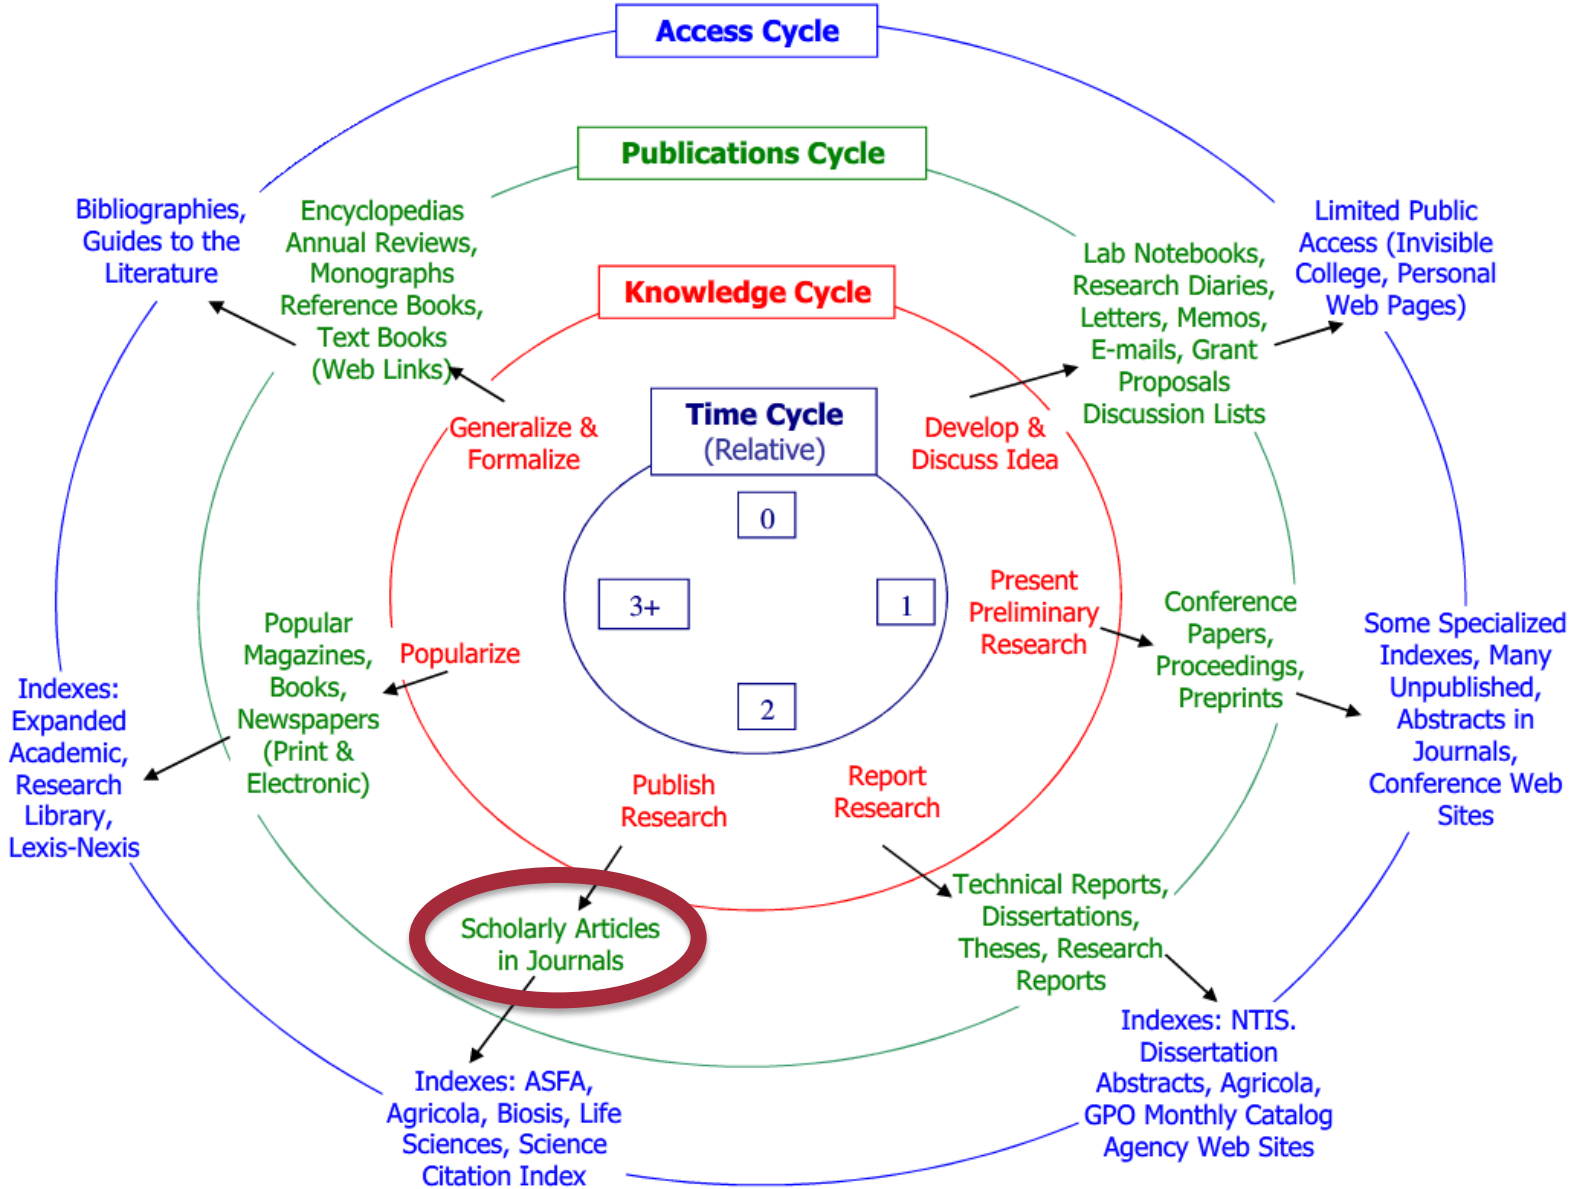 Access Cycle
Publications Cycle
Knowledge Cycle
Time Cycle
(Relative)
0
1
2
3+
Develop &
Discuss Idea
Present
Preliminary
Research
Report
Research
Publish
Research
Popularize
Generalize &
Formalize
Lab Notebooks,
Research Diaries,
Letters, Memos,
E-mails, Grant
Proposals
Discussion Lists
Conference
Papers,
Proceedings,
Preprints
Technical Reports,
Dissertations,
Theses, Research
Reports
Scholarly Articles
in Journals
Popular
Magazines,
Books,
Newspapers
(Print &
Electronic)
Encyclopedias
Annual Reviews,
Monographs
Reference Books,
Text Books
(Web Links)
Limited Public
Access (Invisible
College, Personal
Web Pages)
Some Specialized
Indexes, Many
Unpublished,
Abstracts in
Journals,
Conference Web
Sites
Indexes: NTIS.
Dissertation
Abstracts, Agricola,
GPO Monthly Catalog
Agency Web Sites
Indexes: ASFA,
Agricola, Biosis, Life
Sciences, Science
Citation Index
Indexes:
Expanded
Academic,
Research
Library,
Lexis-Nexis
Bibliographies,
Guides to the
Literature